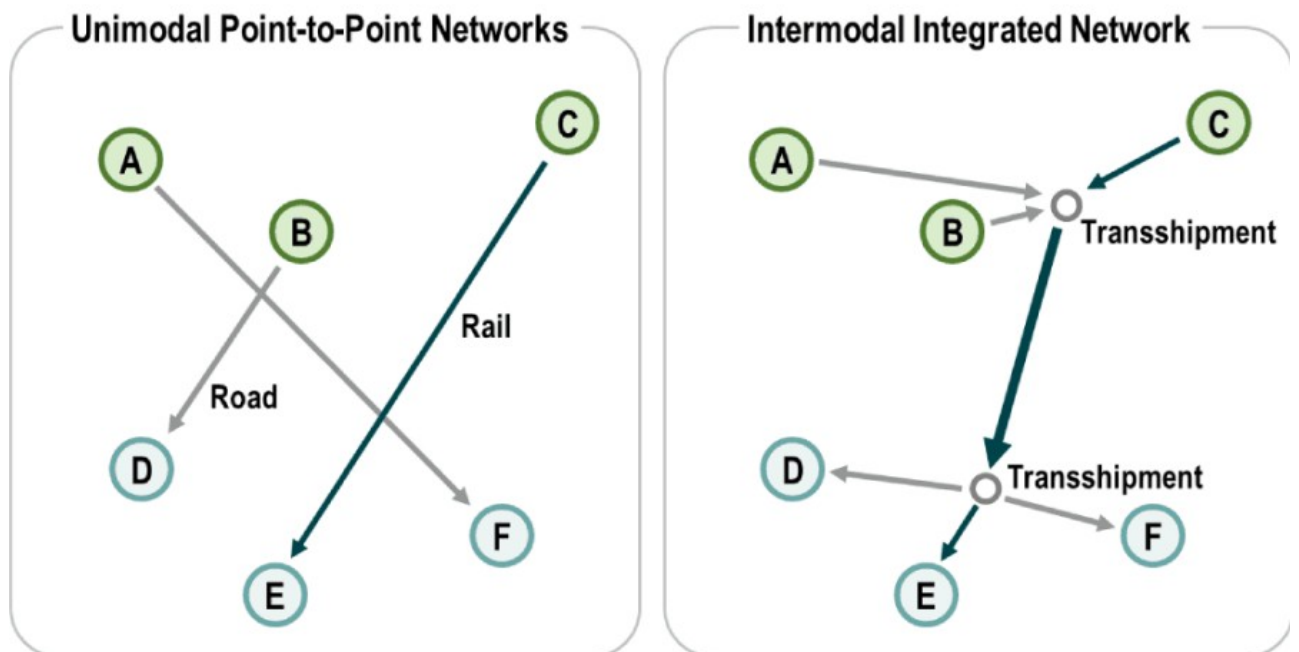 Unimodal Point-to-Point Networks
A
B
C
Road
Rail
D
E
F
Intermodal Integrated Network
A
B
C
Transshipment
Transshipment
D
E
F